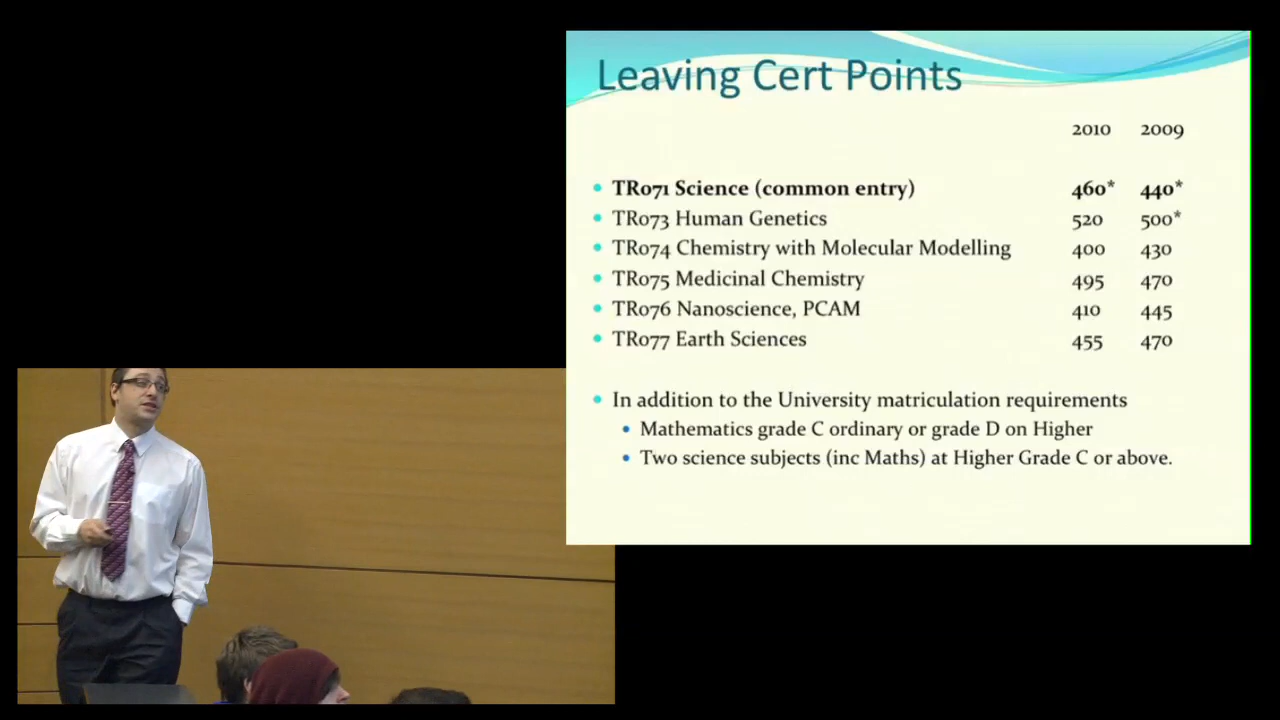 Leaving Cert Points
2010 2009
TR071 Science (common entry) 460* 440*
TR073 Human Genetics 520 500*
TR074 Chemistry with Molecular Modelling 400 430
TR075 Medicinal Chemistry 495 470
TR076 Nanoscience, PCAM 410 445
TR077 Earth Sciences 455 470
In addition to the University matriculation requirements
Mathematics grade C ordinary or grade D on Higher
Two science subjects (inc Maths) at Higher Grade C or above.